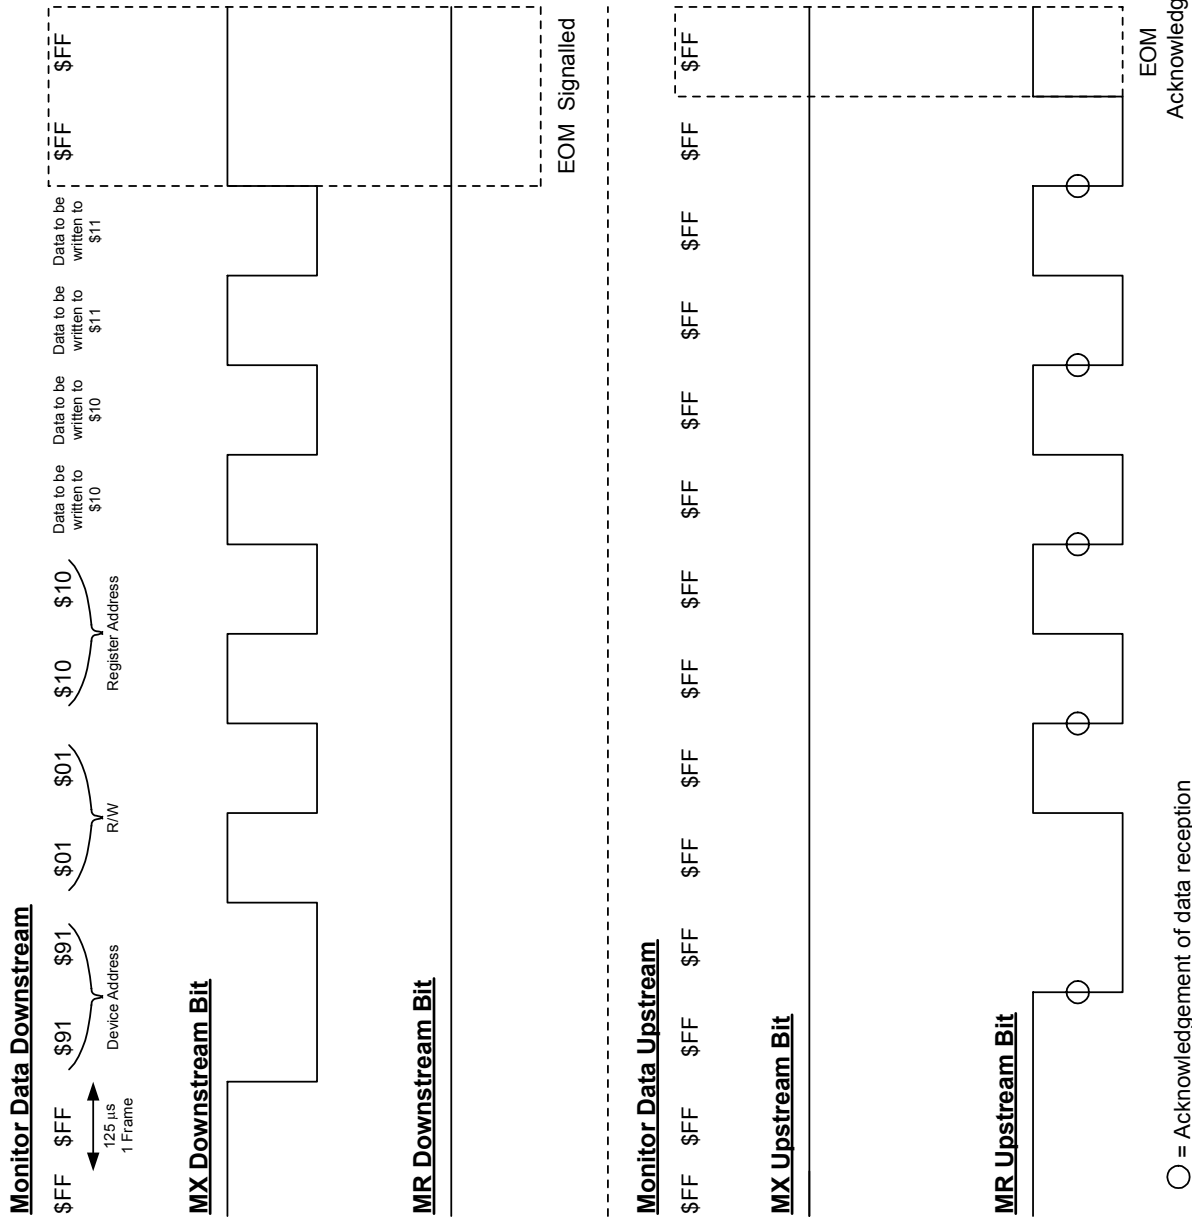 Monitor Data Downstream
$FF $FF $91 $91 $01 $01 $10 $10
Data to be
written to
$10
Data to be
written to
$10
Data to be
written to
$11
Data to be
written to
$11
$FF $FF
125 µs
1 Frame
Device Address
R/W
Register Address
MX Downstream Bit
MR Downstream Bit
EOM Signalled
Monitor Data Upstream
$FF $FF $FF $FF $FF $FF $FF $FF $FF $FF $FF $FF $FF $FF
MX Upstream Bit
MR Upstream Bit
EOM
= Acknowledgement of data reception